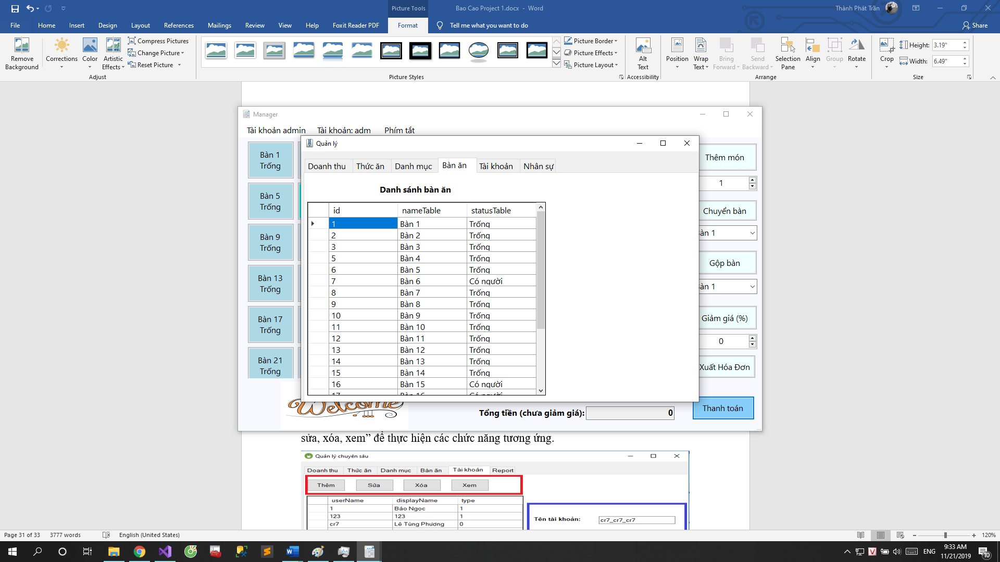 Picture Tools
Bao Cao Project 1.docx - Word
Thành Phát Trần
File Home Insert Design Layout References Mailings Review View Help Foxit Reader PDF Format Tell me what you want to do Share
Remove Background
Corrections
Color
Artistic Effects
Compress Pictures
Change Picture
Reset Picture
Adjust
Picture Styles
Picture Border
Picture Effects
Picture Layout
Alt Text
Accessibility
Position
Wrap Text
Bring Forward
Send Backward
Selection Pane
Align
Group
Rotate
Arrange
Crop
Height: 3.19"
Width: 6.49"
Size
Manager
Tài khoản admin Tài khoản: adm Phím tắt
Bàn 1
Trống
Bàn 5
Trống
Bàn 9
Trống
Bàn 13
Trống
Bàn 17
Trống
Bàn 21
Trống
Quản lý
Doanh thu Thức ăn Danh mục Bàn ăn Tài khoản Nhân sự
Danh sánh bàn ăn
id nameTable statusTable
1 Bàn 1 Trống
2 Bàn 2 Trống
3 Bàn 3 Trống
5 Bàn 4 Trống
6 Bàn 5 Trống
7 Bàn 6 Có người
8 Bàn 7 Trống
9 Bàn 8 Trống
10 Bàn 9 Trống
11 Bàn 10 Trống
12 Bàn 11 Trống
13 Bàn 12 Trống
14 Bàn 13 Trống
15 Bàn 14 Trống
16 Bàn 15 Có người
17 Bàn 16 Có người
Thêm món
1
Chuyển bàn
àn 1
Gộp bàn
àn 1
Giảm giá (%)
0
Xuất Hóa Đơn
Welcome
Tổng tiền (chưa giảm giá): 0
Thanh toán
sửa, xóa, xem” để thực hiện các chức năng tương ứng.
Quản lý chuyên sâu
Doanh thu Thức ăn Danh mục Bàn ăn Tài khoản Report
Thêm Sửa Xóa Xem
userName displayName type
1 Bảo Ngọc 1
123 123 1
cr7 Lê Tùng Phương 0
Tên tài khoản: cr7_cr7_cr7
Page 31 of 33 3777 words English (United States) 120%
ENG
9:33 AM
11/21/2019
10